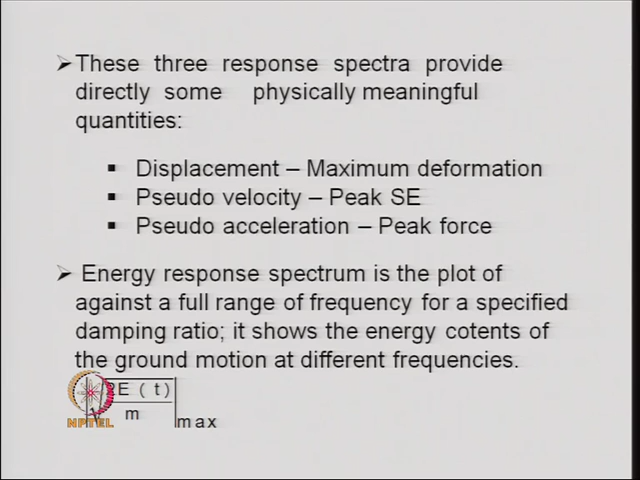 These three response spectra provide
directly some physically meaningful
quantities:
Displacement – Maximum deformation
Pseudo velocity – Peak SE
Pseudo acceleration – Peak force
Energy response spectrum is the plot of
against a full range of frequency for a specified
damping ratio; it shows the energy cotents of
the ground motion at different frequencies.
E ( t )
m
max
NPTEL